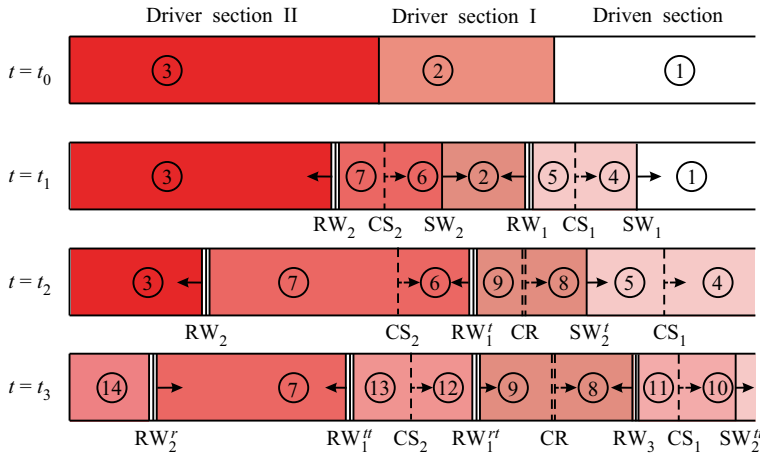 Driver section II Driver section I Driven section
t = t₀ ③ ② ①
t = t₁ ③ ⑦ ⑥ ② ⑤ ④ ①
RW₂ CS₂ SW₂ RW₁ CS₁ SW₁
t = t₂ ③ ⑦ ⑥ ⑨ ⑧ ⑤ ④
RW₂ CS₂ RW₁ᵗ CR SW₂ᵗ CS₁
t = t₃ ⑭ ⑦ ⑬ ⑫ ⑨ ⑧ ⑪ ⑩
RW₂ʳ RW₁ᵗᵗ CS₂ RW₁ʳᵗ CR RW₃ CS₁ SW₂ᵗᵗ